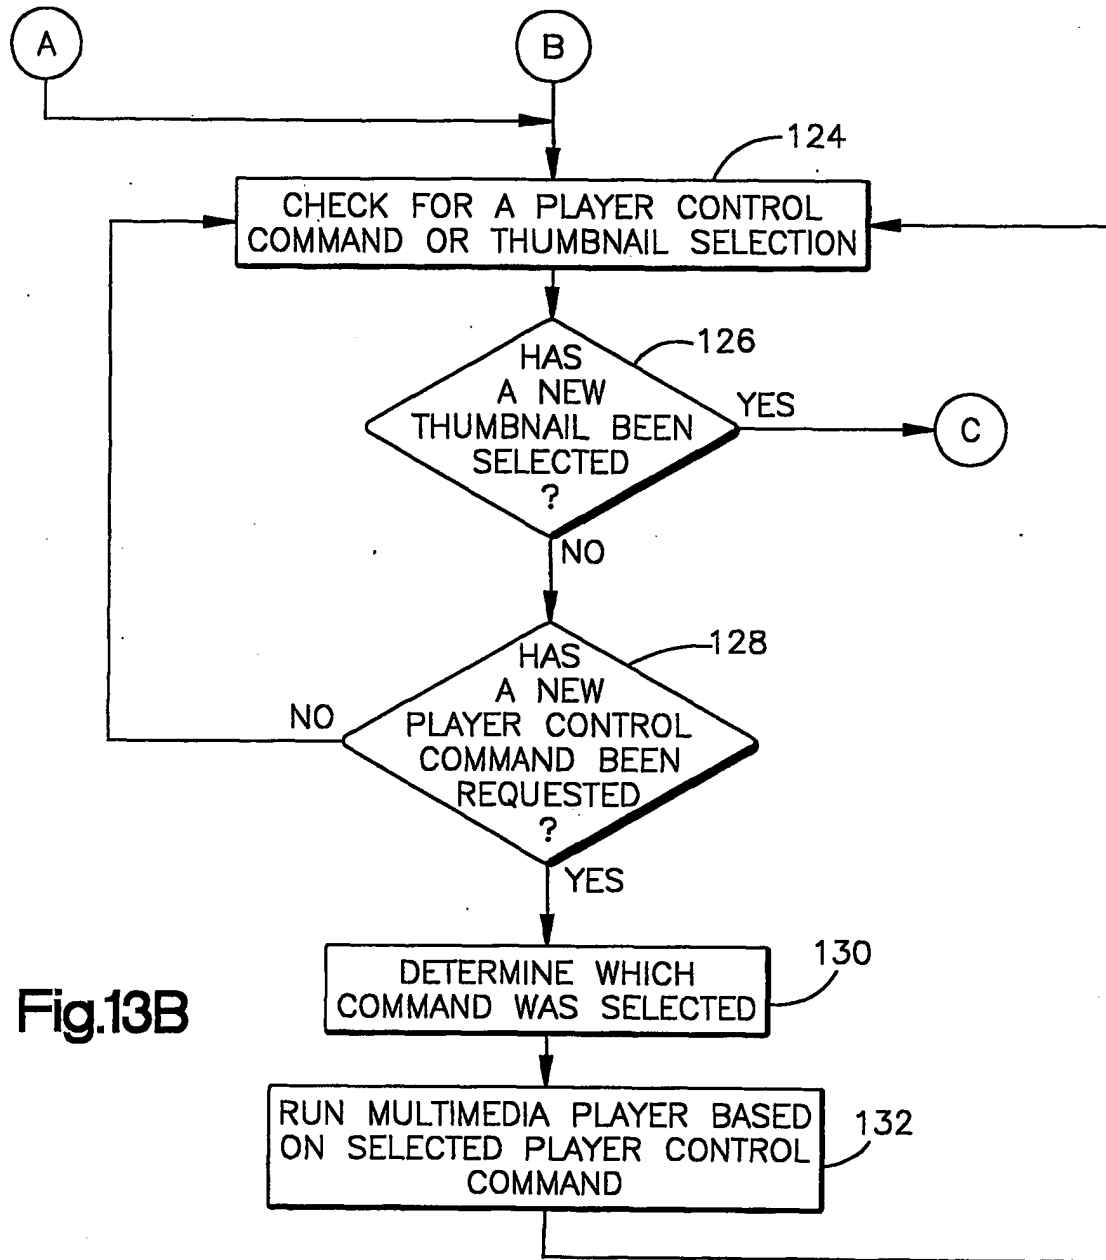 A
B
124
CHECK FOR A PLAYER CONTROL
COMMAND OR THUMBNAIL SELECTION
126
HAS
A NEW
THUMBNAIL BEEN
SELECTED
?
YES
C
NO
128
HAS
A NEW
PLAYER CONTROL
COMMAND BEEN
REQUESTED
?
NO
YES
130
DETERMINE WHICH
COMMAND WAS SELECTED
Fig.13B
RUN MULTIMEDIA PLAYER BASED
ON SELECTED PLAYER CONTROL
COMMAND
132